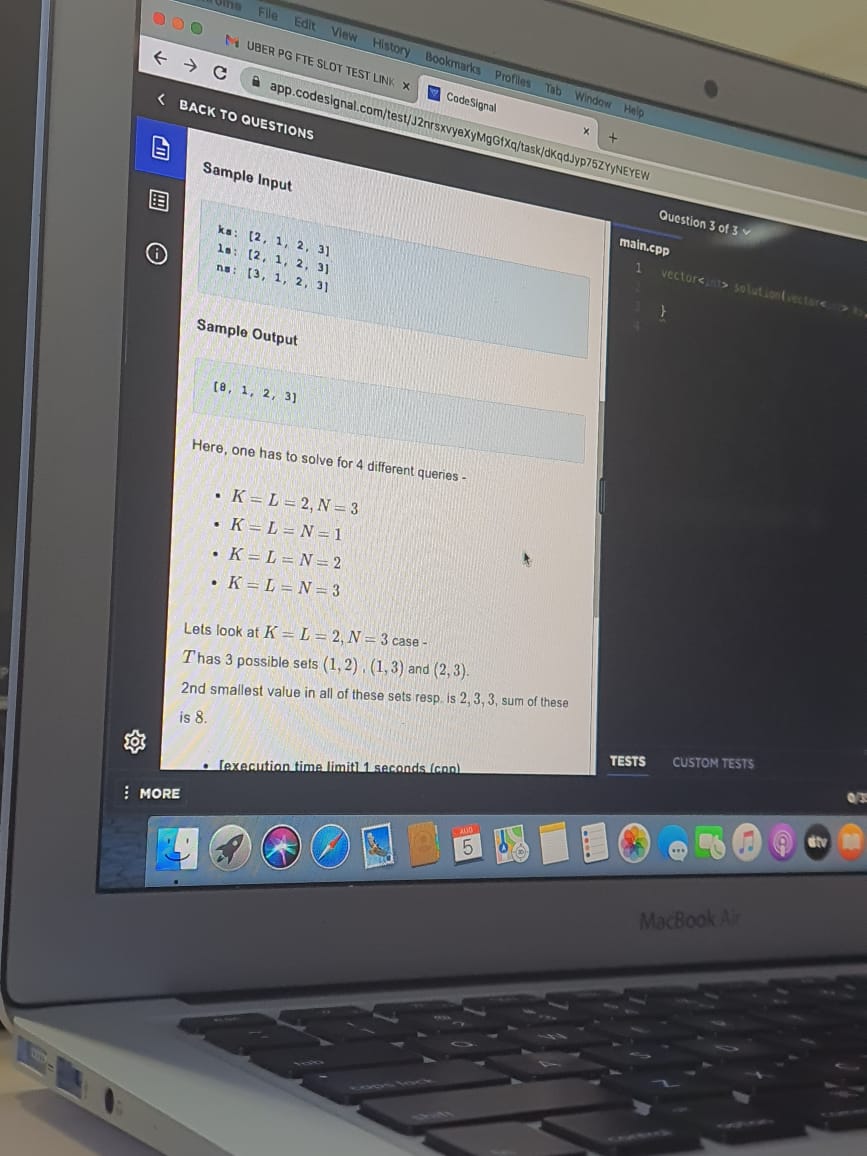 File Edit View History Bookmarks Profiles Tab Window Help
UBER PG FTE SLOT TEST LINK
CodeSignal
app.codesignal.com/test/J2nrsxvyeXyMgGfXq/task/dKqdJyp75ZYyNEYEW
BACK TO QUESTIONS
Question 3 of 3
Sample Input
ks: [2, 1, 2, 3]
ls: [2, 1, 2, 3]
ns: [3, 1, 2, 3]
Sample Output
[8, 1, 2, 3]
Here, one has to solve for 4 different queries -
• K = L = 2, N = 3
• K = L = N = 1
• K = L = N = 2
• K = L = N = 3
Lets look at K = L = 2, N = 3 case -
T has 3 possible sets (1, 2) , (1, 3) and (2, 3).
2nd smallest value in all of these sets resp. is 2, 3, 3, sum of these
is 8.
• [execution time limit] 1 seconds (cpp)
main.cpp
1 vector<int> solution(vector<int>
2
3 }
4
TESTS CUSTOM TESTS
MORE
AUG
5
tv
MacBook Air
caps lock
shift
Q
W
A
S
D
Z
X
C